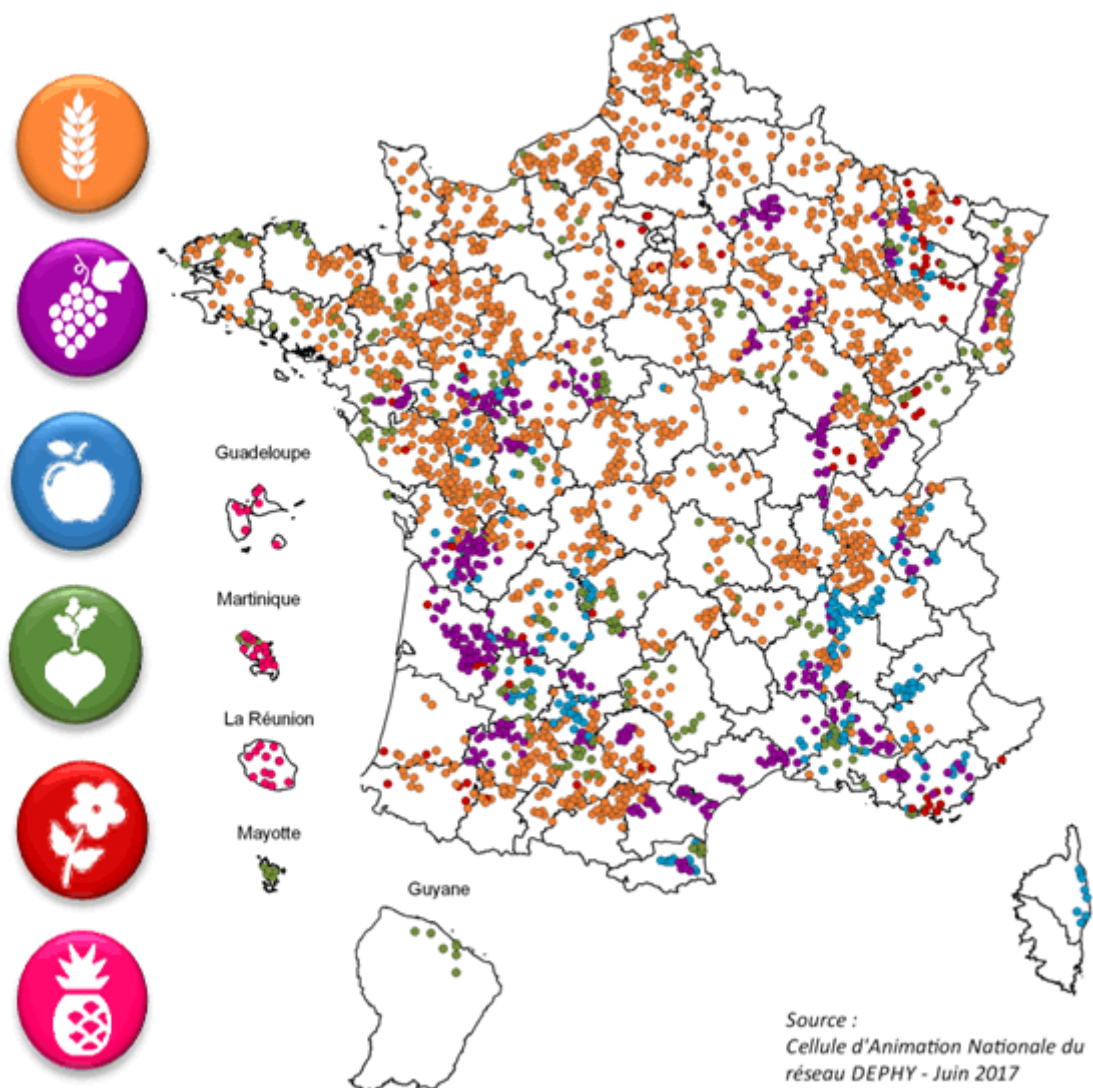 Guadeloupe
Martinique
La Réunion
Mayotte
Guyane
Source :
Cellule d'Animation Nationale du
réseau DEPHY - Juin 2017